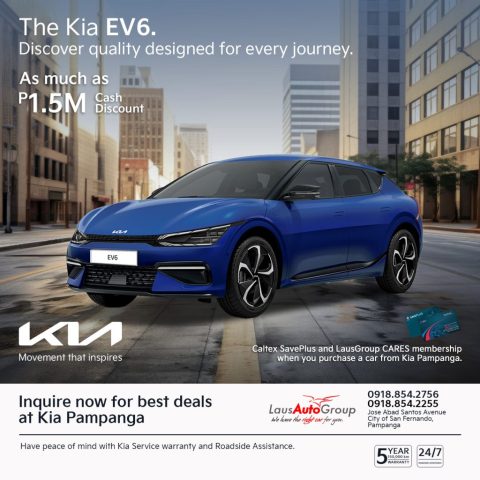 The Kia EV6.
Discover quality designed for every journey.
As much as
₱1.5M Cash Discount
KIA
EV6
KIA
Movement that inspires
Caltex SavePlus and LausGroup CARES membership
when you purchase a car from Kia Pampanga.
Inquire now for best deals
at Kia Pampanga
LausAutoGroup
We have the right car for you.
0918.854.2756
0918.854.2255
Jose Abad Santos Avenue
City of San Fernando,
Pampanga
Have peace of mind with Kia Service warranty and Roadside Assistance.
5 YEAR
WARRANTY
24/7